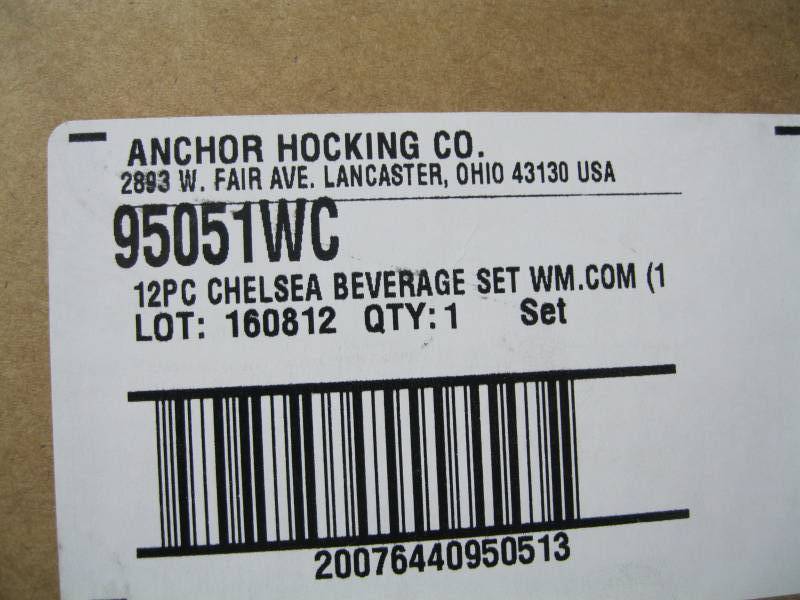 ANCHOR HOCKING CO.
2893 W. FAIR AVE. LANCASTER, OHIO 43130 USA
95051WC
12PC CHELSEA BEVERAGE SET WM.COM (1
LOT: 160812 QTY: 1 Set
20076440950513